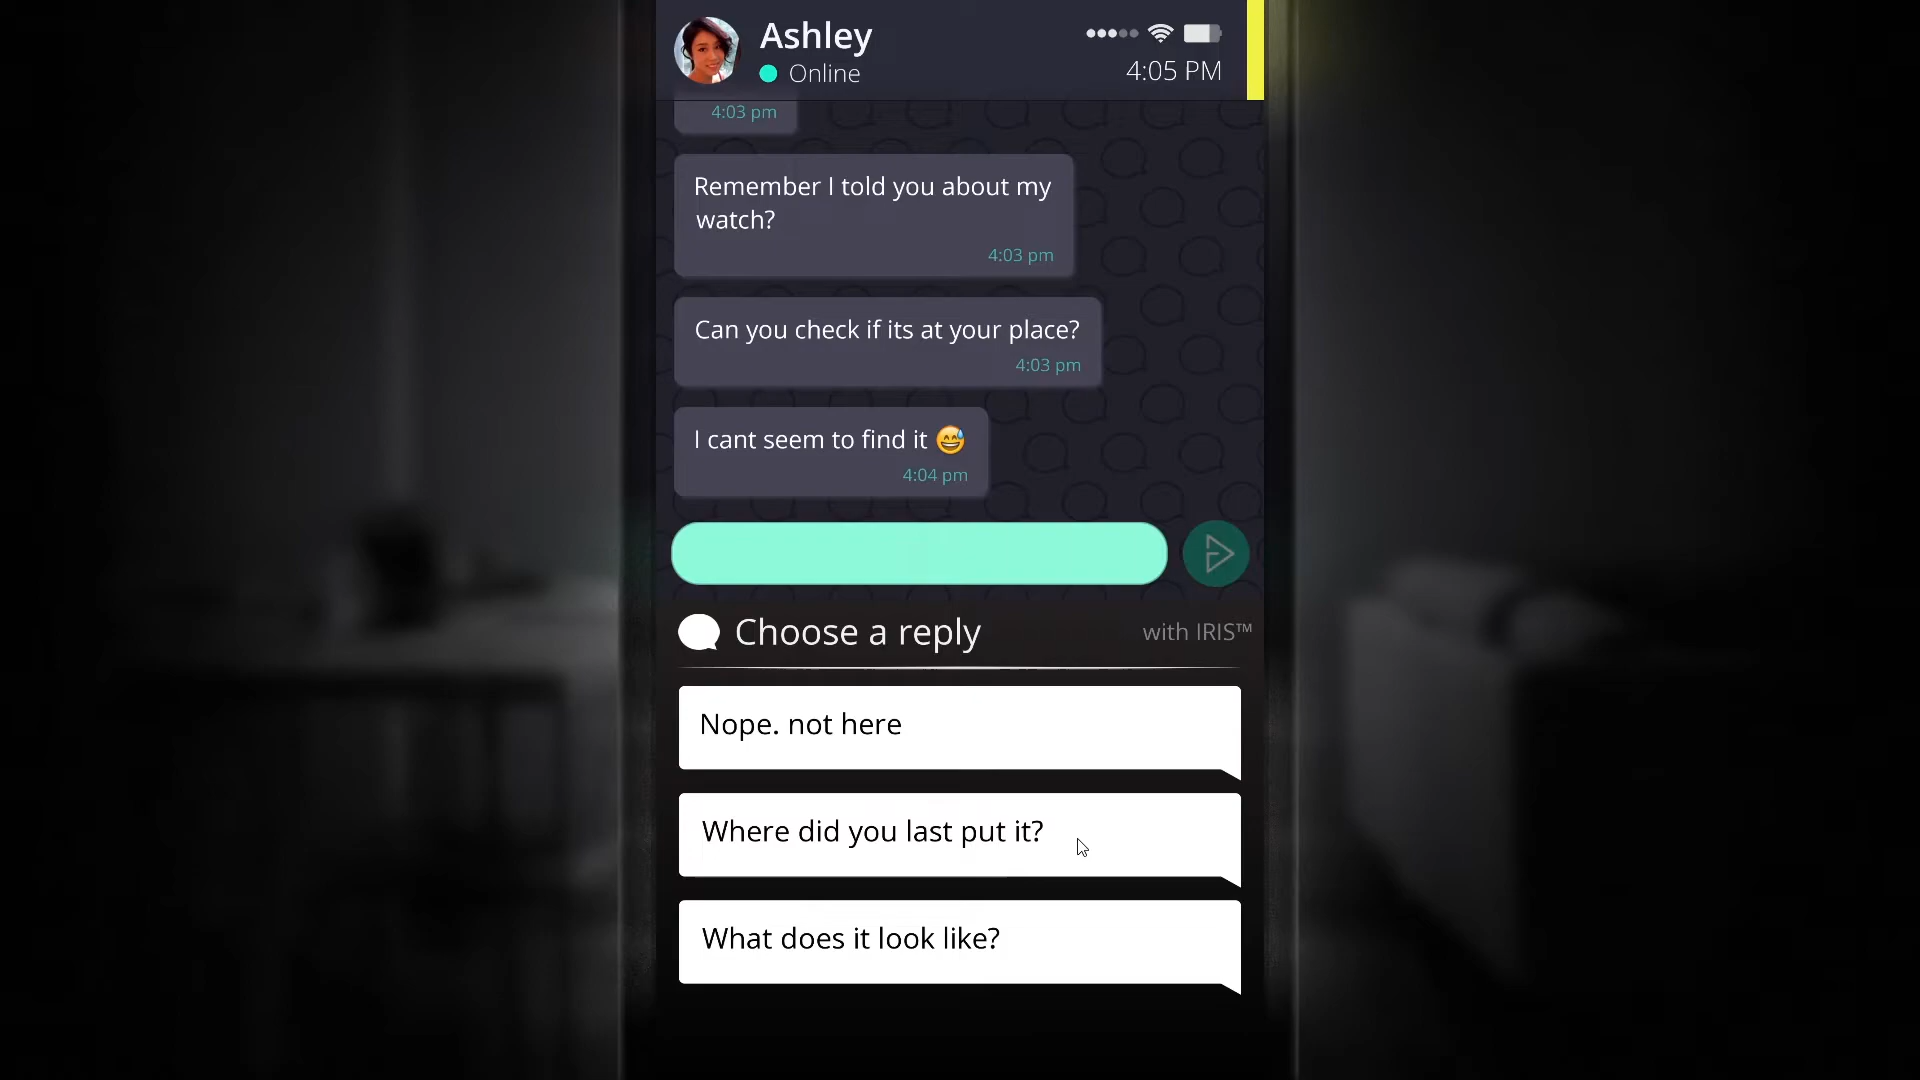 Ashley
Online
4:05 PM
4:03 pm
Remember I told you about my
watch?
4:03 pm
Can you check if its at your place?
4:03 pm
I cant seem to find it 😅
4:04 pm
Choose a reply
with IRIS™
Nope. not here
Where did you last put it?
What does it look like?